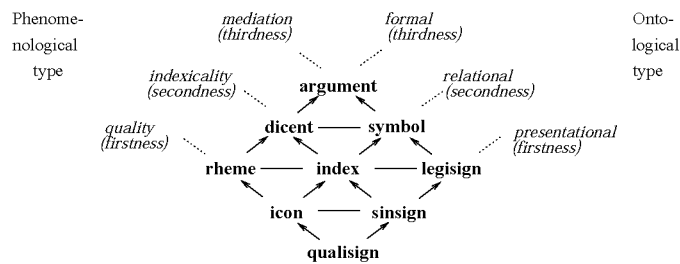 Phenome-
nological
type
mediation
(thirdness)
formal
(thirdness)
Onto-
logical
type
indexicality
(secondness)
argument
relational
(secondness)
quality
(firstness)
dicent
symbol
presentational
(firstness)
rheme
index
legisign
icon
sinsign
qualisign